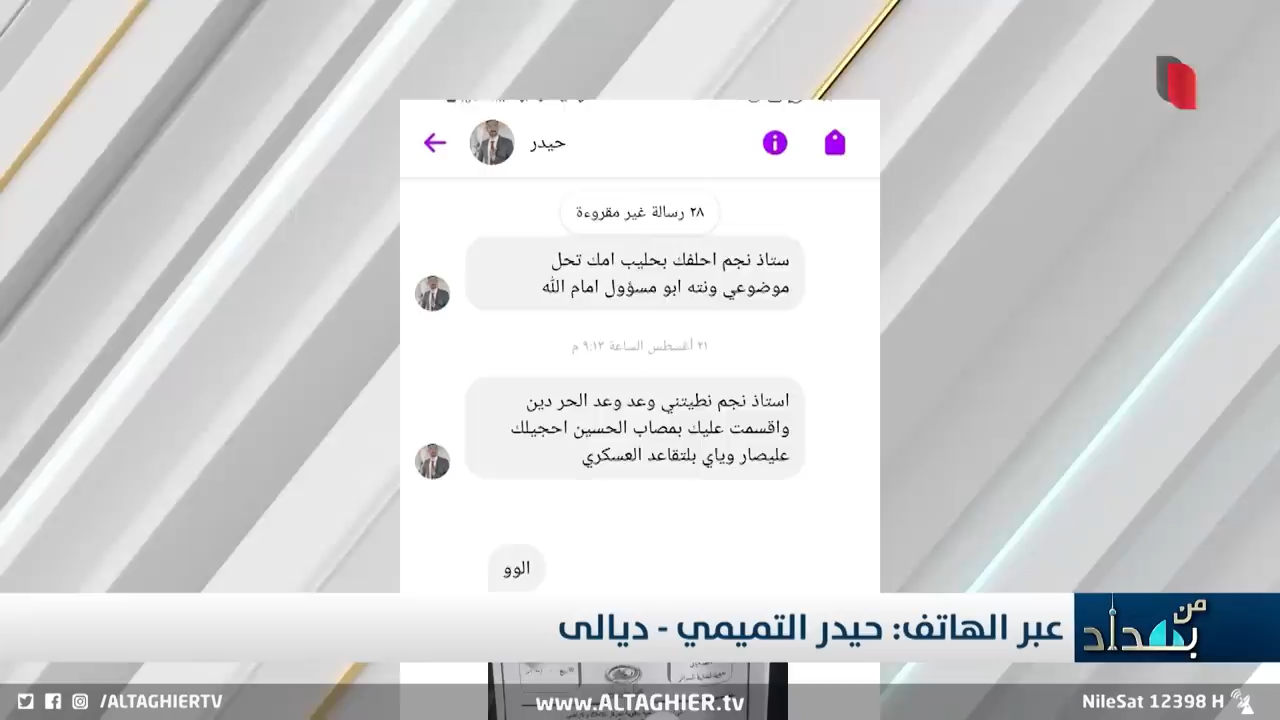 حيدر
٢٨ رسالة غير مقروءة
ستاذ نجم احلفك بحليب امك تحل
موضوعي ونته ابو مسؤول امام الله
٢١ أغسطس الساعة ٩:١٣ م
استاذ نجم نطيتني وعد وعد الحر دين
واقسمت عليك بمصاب الحسين احجيلك
عليصار وياي بلتقاعد العسكري
الوو
من بغداد
عبر الهاتف: حيدر التميمي - ديالى
/ALTAGHIERTV
www.ALTAGHIER.tv
NileSat 12398 H